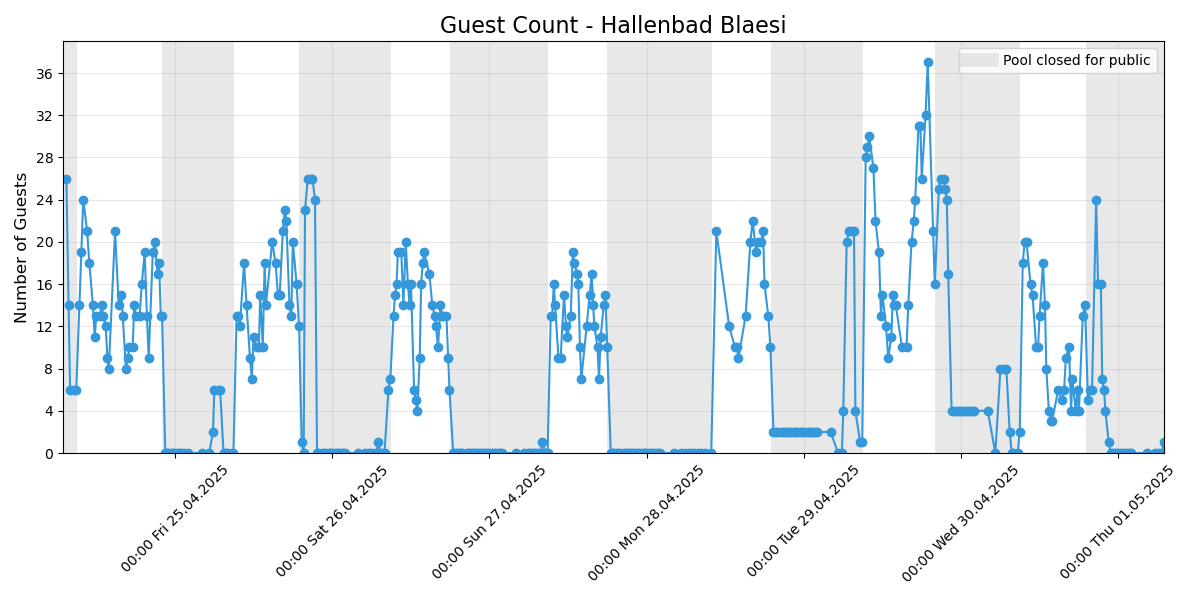 Guest Count - Hallenbad Blaesi
Pool closed for public
Number of Guests
36
32
28
24
20
16
12
8
4
0
00:00 Fri 25.04.2025
00:00 Sat 26.04.2025
00:00 Sun 27.04.2025
00:00 Mon 28.04.2025
00:00 Tue 29.04.2025
00:00 Wed 30.04.2025
00:00 Thu 01.05.2025